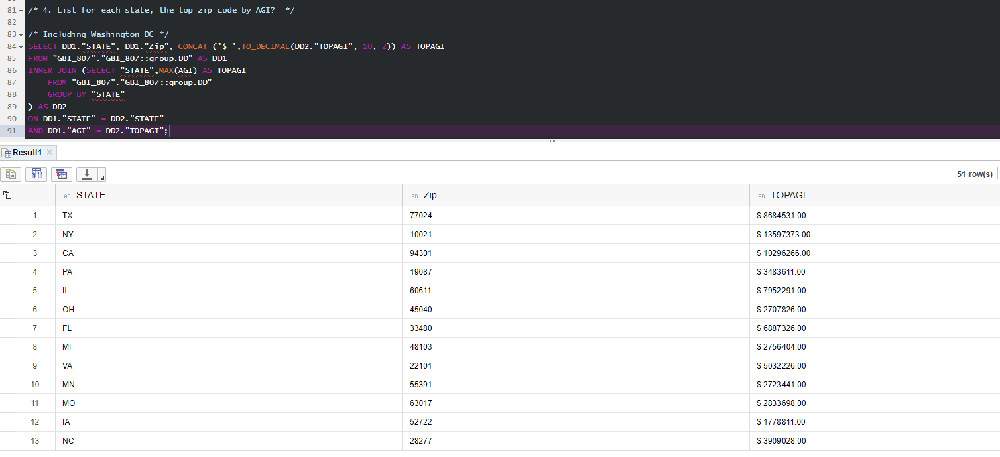 81 /* 4. List for each state, the top zip code by AGI?  */
82
83 /* Including Washington DC */
84 SELECT DD1."STATE", DD1."Zip", CONCAT ('$ ',TO_DECIMAL(DD2."TOPAGI", 10, 2)) AS TOPAGI
85 FROM "GBI_807"."GBI_807::group.DD" AS DD1
86 INNER JOIN (SELECT "STATE",MAX(AGI) AS TOPAGI
87     FROM "GBI_807"."GBI_807::group.DD"
88     GROUP BY "STATE"
89 ) AS DD2
90 ON DD1."STATE" = DD2."STATE"
91 AND DD1."AGI" = DD2."TOPAGI";
Result1
51 row(s)
AB STATE AB Zip AB TOPAGI
1 TX 77024 $ 8684531.00
2 NY 10021 $ 13597373.00
3 CA 94301 $ 10296266.00
4 PA 19087 $ 3483611.00
5 IL 60611 $ 7952291.00
6 OH 45040 $ 2707826.00
7 FL 33480 $ 6887326.00
8 MI 48103 $ 2756404.00
9 VA 22101 $ 5032226.00
10 MN 55391 $ 2723441.00
11 MO 63017 $ 2833698.00
12 IA 52722 $ 1778811.00
13 NC 28277 $ 3909028.00